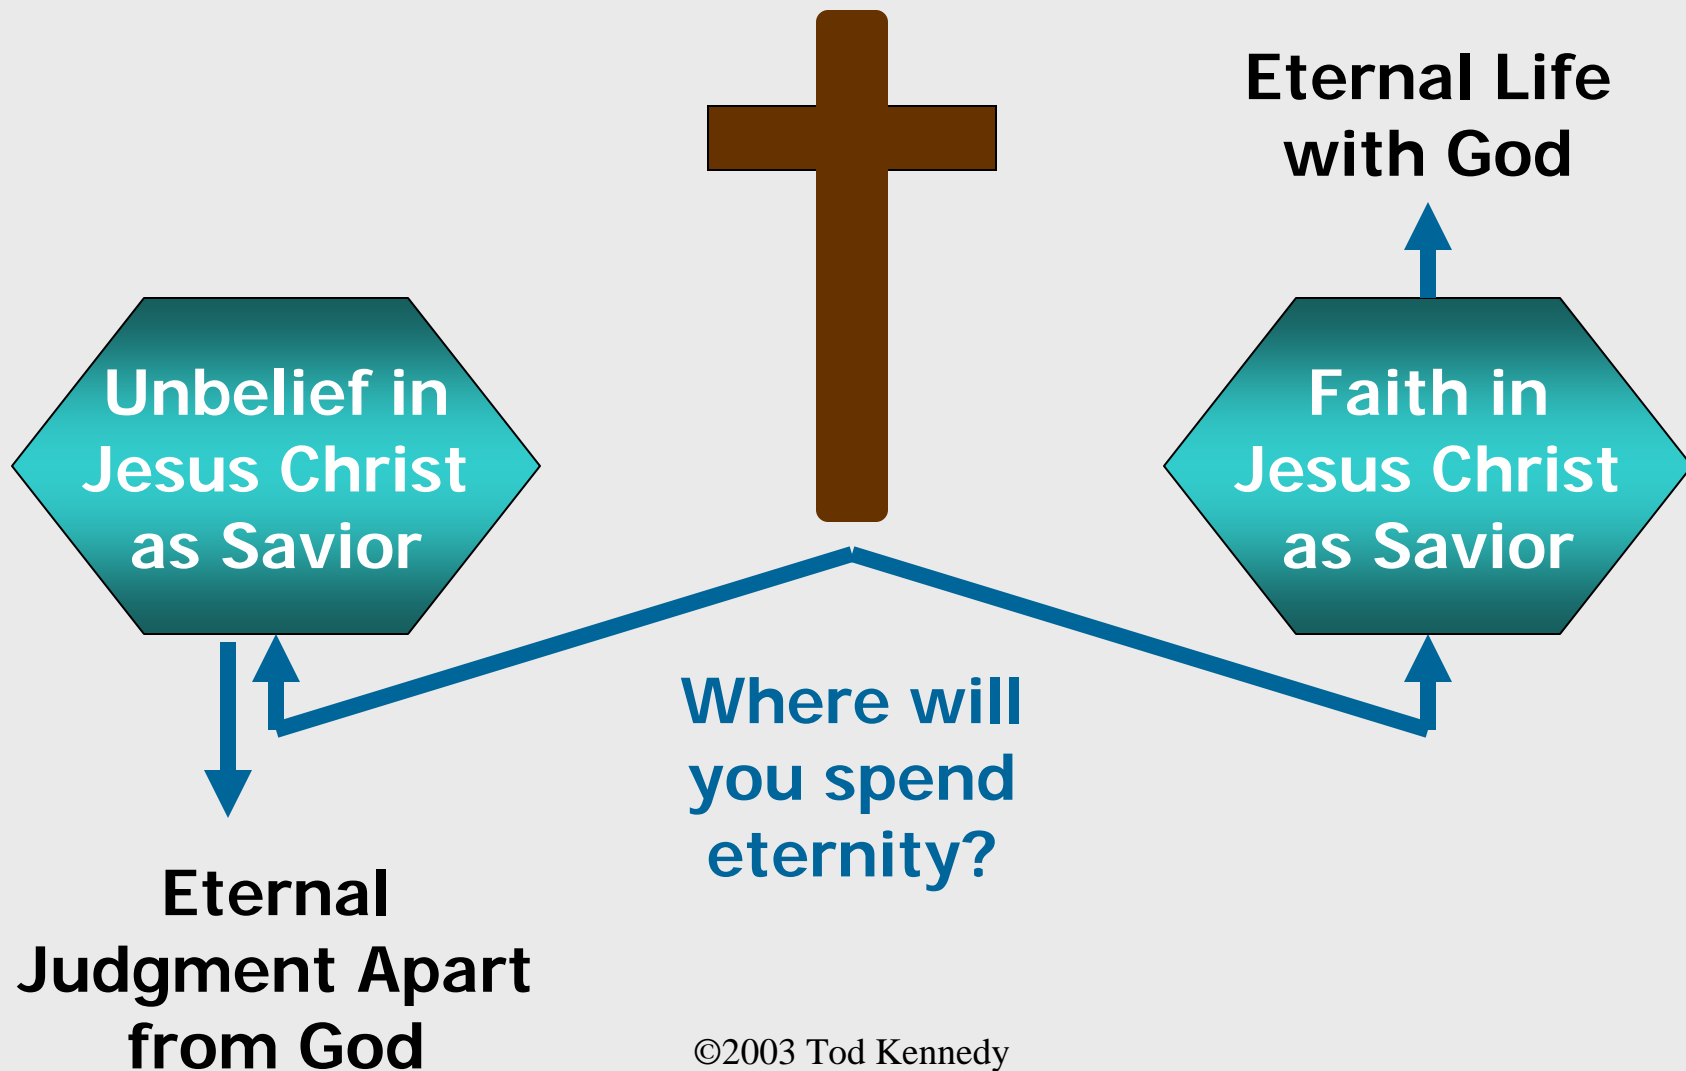 Eternal Life
with God
Unbelief in
Jesus Christ
as Savior
Faith in
Jesus Christ
as Savior
Where will
you spend
eternity?
Eternal
Judgment Apart
from God
©2003 Tod Kennedy